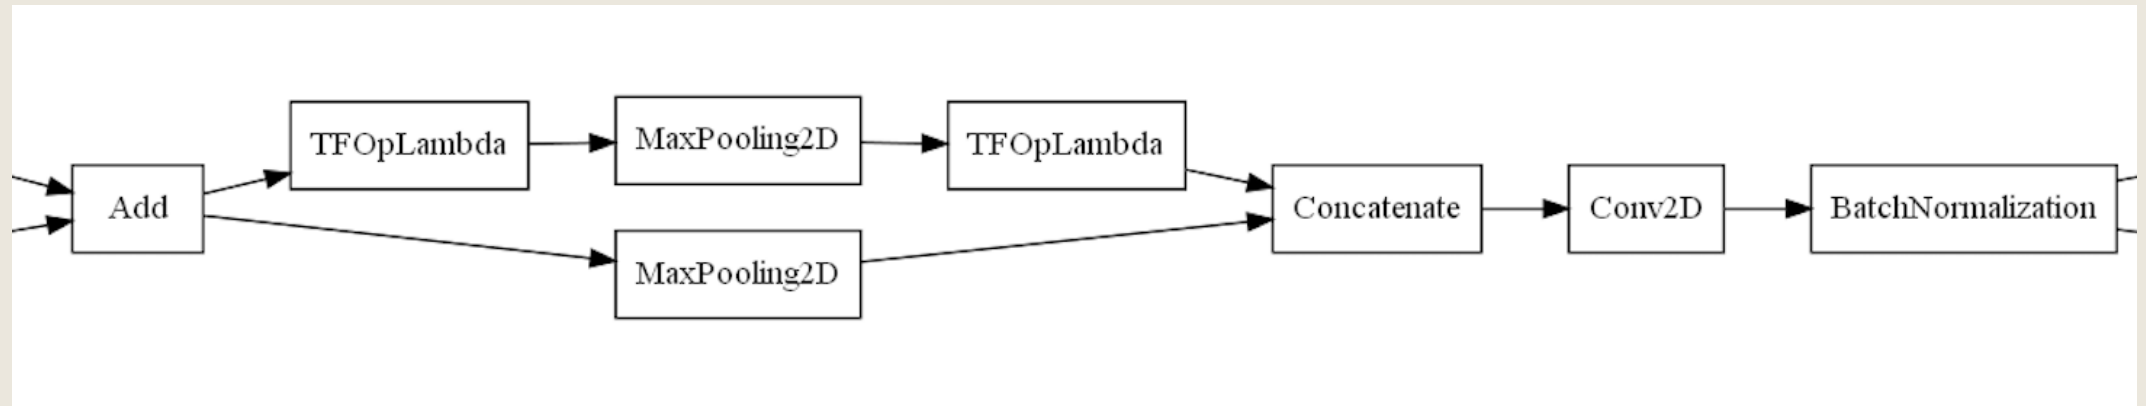 TFOpLambda
MaxPooling2D
TFOpLambda
Add
Concatenate
Conv2D
BatchNormalization
MaxPooling2D